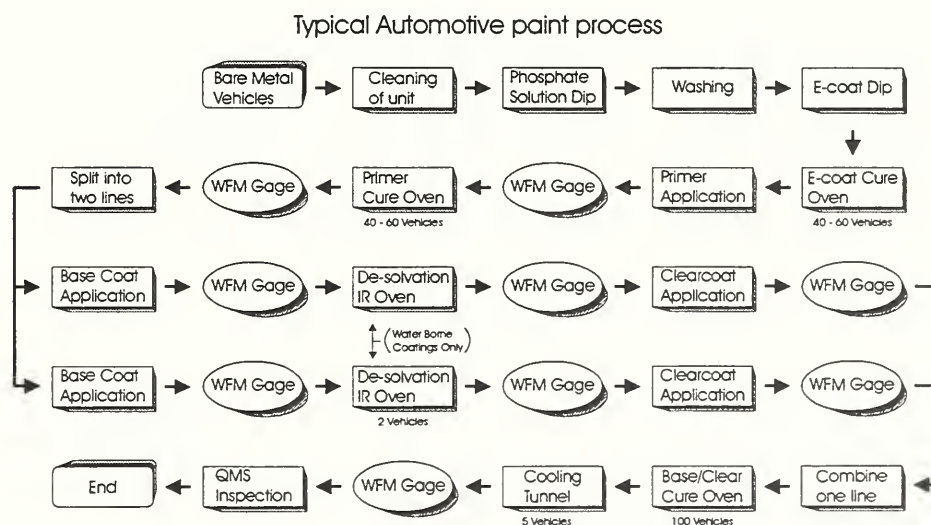 Typical Automotive paint process
Bare Metal
Vehicles
Cleaning
of unit
Phosphate
Solution Dip
Washing
E-coat Dip
E-coat Cure
Oven
40 - 60 Vehicles
Primer
Application
WFM Gage
Primer
Cure Oven
40 - 60 Vehicles
WFM Gage
Split into
two lines
Base Coat
Application
WFM Gage
De-solvation
IR Oven
WFM Gage
Clearcoat
Application
WFM Gage
(Water Borne
Coatings Only)
Base Coat
Application
WFM Gage
De-solvation
IR Oven
2 Vehicles
WFM Gage
Clearcoat
Application
WFM Gage
Combine
one line
Base/Clear
Cure Oven
100 Vehicles
Cooling
Tunnel
5 Vehicles
WFM Gage
QMS
Inspection
End